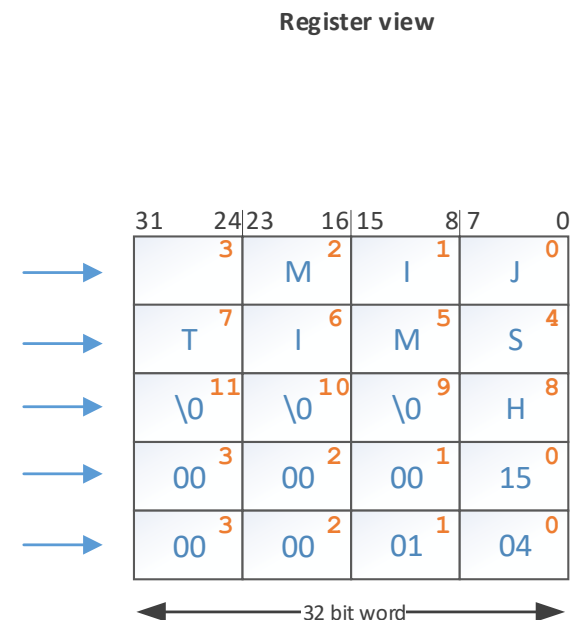 Register view
31 24 23 16 15 8 7 0
3 M 2 I 1 J 0
T 7 I 6 M 5 S 4
\0 11 \0 10 \0 9 H 8
00 3 00 2 00 1 15 0
00 3 00 2 01 1 04 0
32 bit word